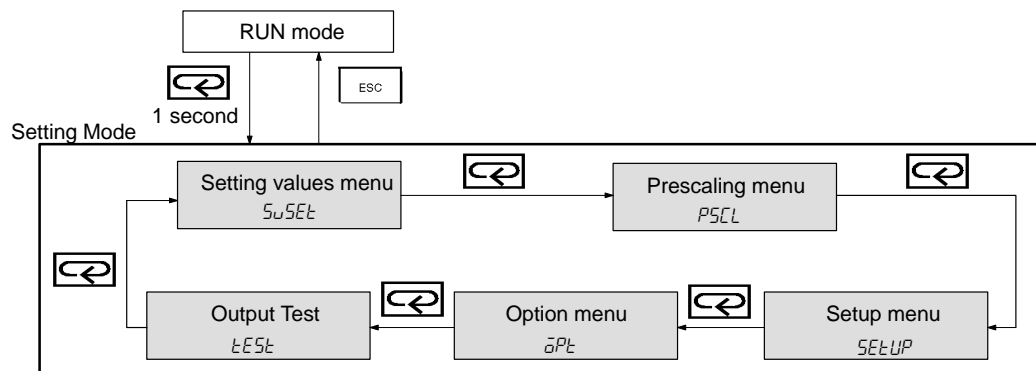 RUN mode
ESC
1 second
Setting Mode
Setting values menu
SvSEt
Prescaling menu
PSCL
Output Test
tESt
Option menu
oPt
Setup menu
SEtUP